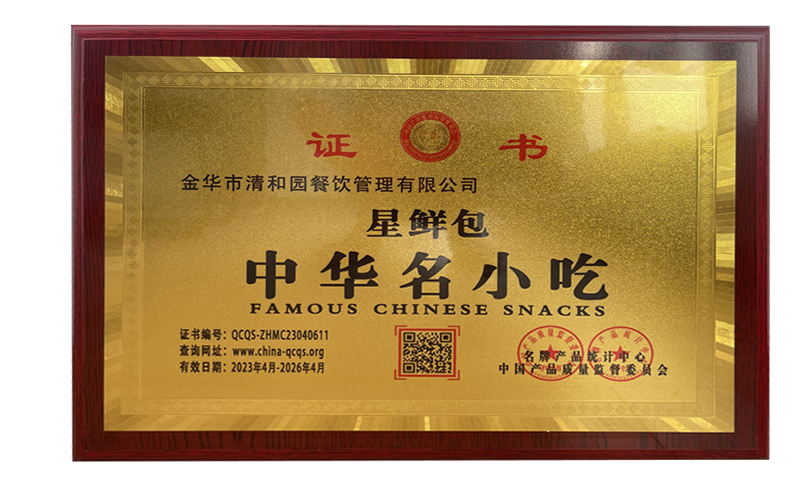 证 书
金华市清和园餐饮管理有限公司
星鲜包
中华名小吃
FAMOUS CHINESE SNACKS
证书编号：QCQS-ZHMC23040611
查询网址：www.china-qcqs.org
有效日期：2023年4月-2026年4月
名牌产品统计中心
中国产品质量监督委员会